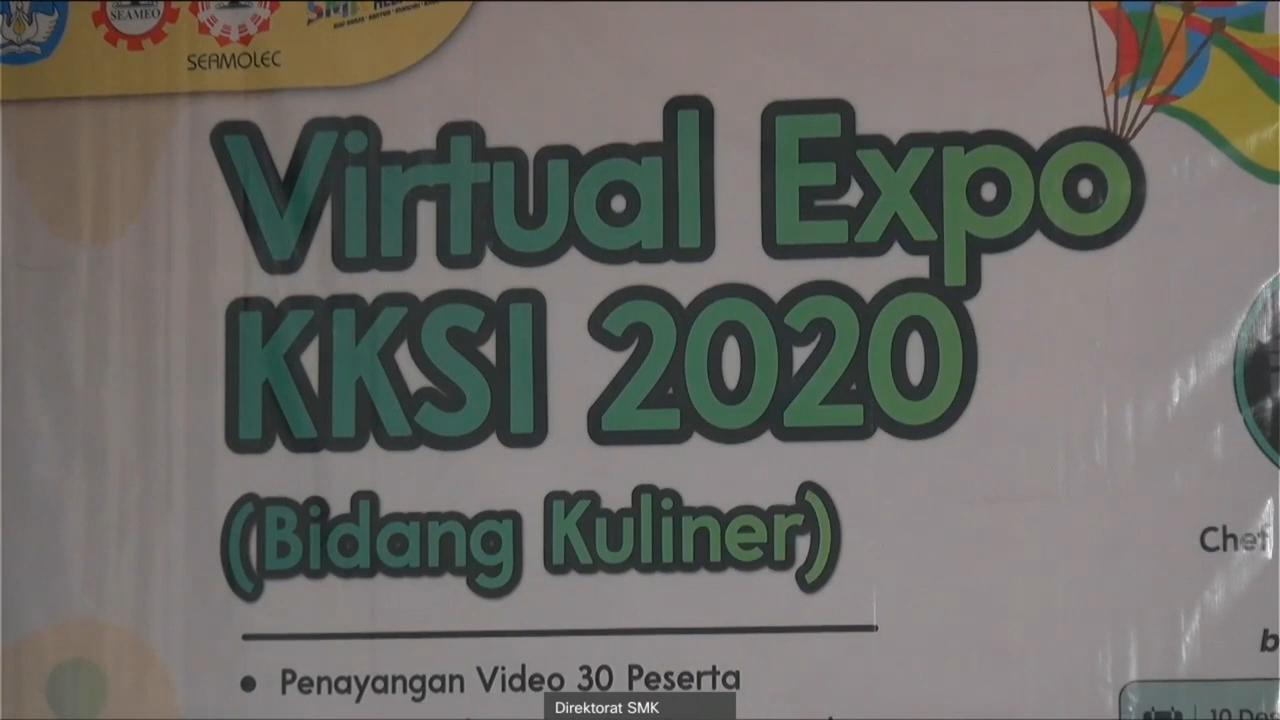 SEAMEO
SEAMOLEC
Virtual Expo
KKSI 2020
(Bidang Kuliner)
• Penayangan Video 30 Peserta
Chef
Direktorat SMK